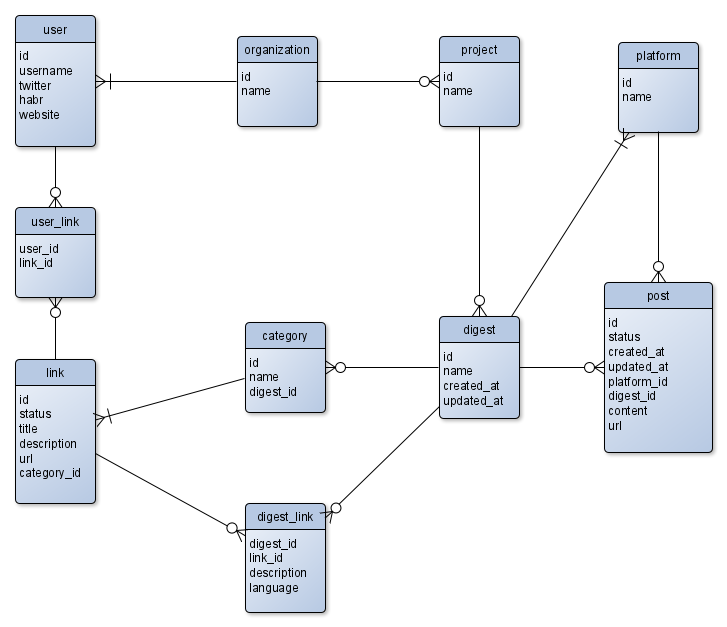 user
id
username
twitter
habr
website
organization
id
name
project
id
name
platform
id
name
user_link
user_id
link_id
link
id
status
title
description
url
category_id
category
id
name
digest_id
digest
id
name
created_at
updated_at
post
id
status
created_at
updated_at
platform_id
digest_id
content
url
digest_link
digest_id
link_id
description
language